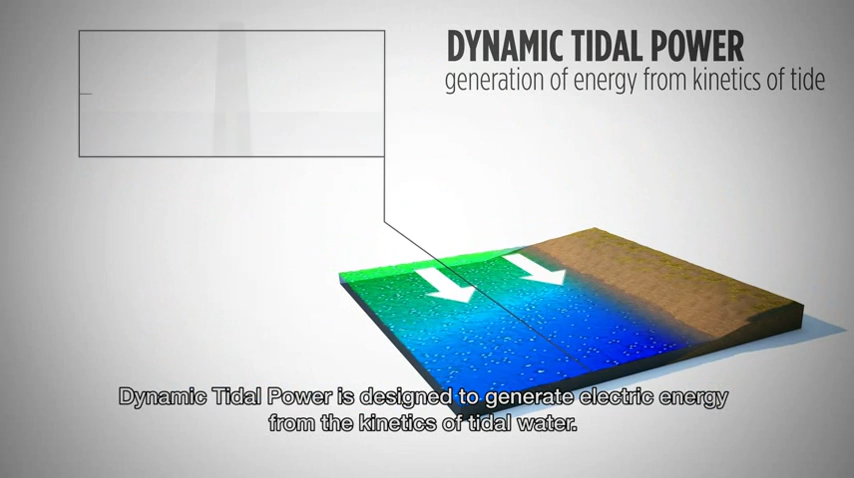 DYNAMIC TIDAL POWER
generation of energy from kinetics of tide
Dynamic Tidal Power is designed to generate electric energy
from the kinetics of tidal water.